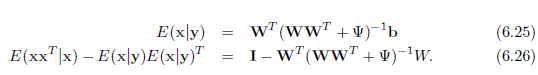 E(x|y) = W^T(WW^T + Ψ)^{-1}b (6.25)
E(xx^T|x) − E(x|y)E(x|y)^T = I − W^T(WW^T + Ψ)^{-1}W. (6.26)